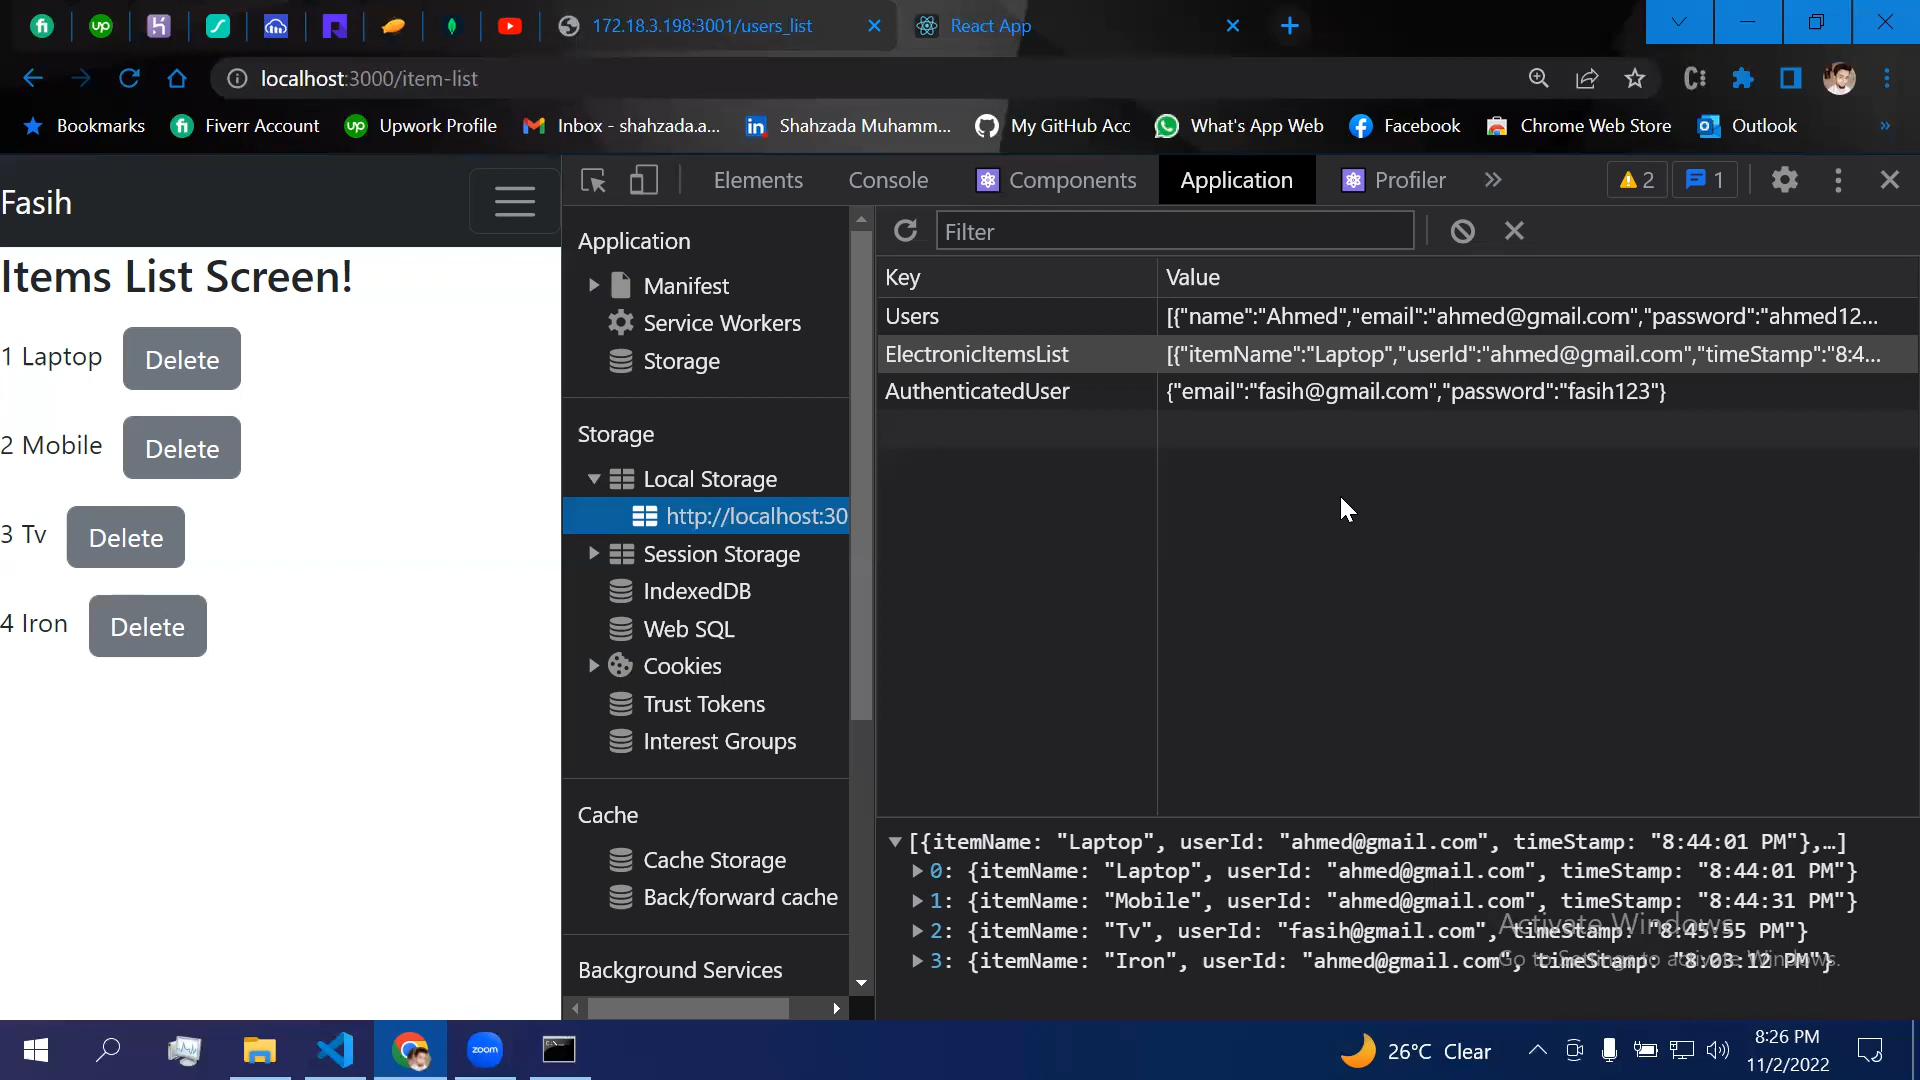 172.18.3.198:3001/users_list
React App
localhost:3000/item-list
Bookmarks
Fiverr Account
Upwork Profile
Inbox - shahzada.a...
Shahzada Muhamm...
My GitHub Acc
What's App Web
Facebook
Chrome Web Store
Outlook
»
Fasih
Items List Screen!
1 Laptop Delete
2 Mobile Delete
3 Tv Delete
4 Iron Delete
Elements
Console
Components
Application
Profiler
»
2
1
Application
Manifest
Service Workers
Storage
Storage
Local Storage
http://localhost:30
Session Storage
IndexedDB
Web SQL
Cookies
Trust Tokens
Interest Groups
Cache
Cache Storage
Back/forward cache
Background Services
Filter
Key Value
Users [{"name":"Ahmed","email":"ahmed@gmail.com","password":"ahmed12...
ElectronicItemsList [{"itemName":"Laptop","userId":"ahmed@gmail.com","timeStamp":"8:4...
AuthenticatedUser {"email":"fasih@gmail.com","password":"fasih123"}
[{itemName: "Laptop", userId: "ahmed@gmail.com", timeStamp: "8:44:01 PM"},…]
0: {itemName: "Laptop", userId: "ahmed@gmail.com", timeStamp: "8:44:01 PM"}
1: {itemName: "Mobile", userId: "ahmed@gmail.com", timeStamp: "8:44:31 PM"}
2: {itemName: "Tv", userId: "fasih@gmail.com", timeStamp: "8:45:55 PM"}
3: {itemName: "Iron", userId: "ahmed@gmail.com", timeStamp: "8:03:12 PM"}
Activate Windows
Go to Settings to activate Windows.
zoom
26°C Clear
8:26 PM
11/2/2022